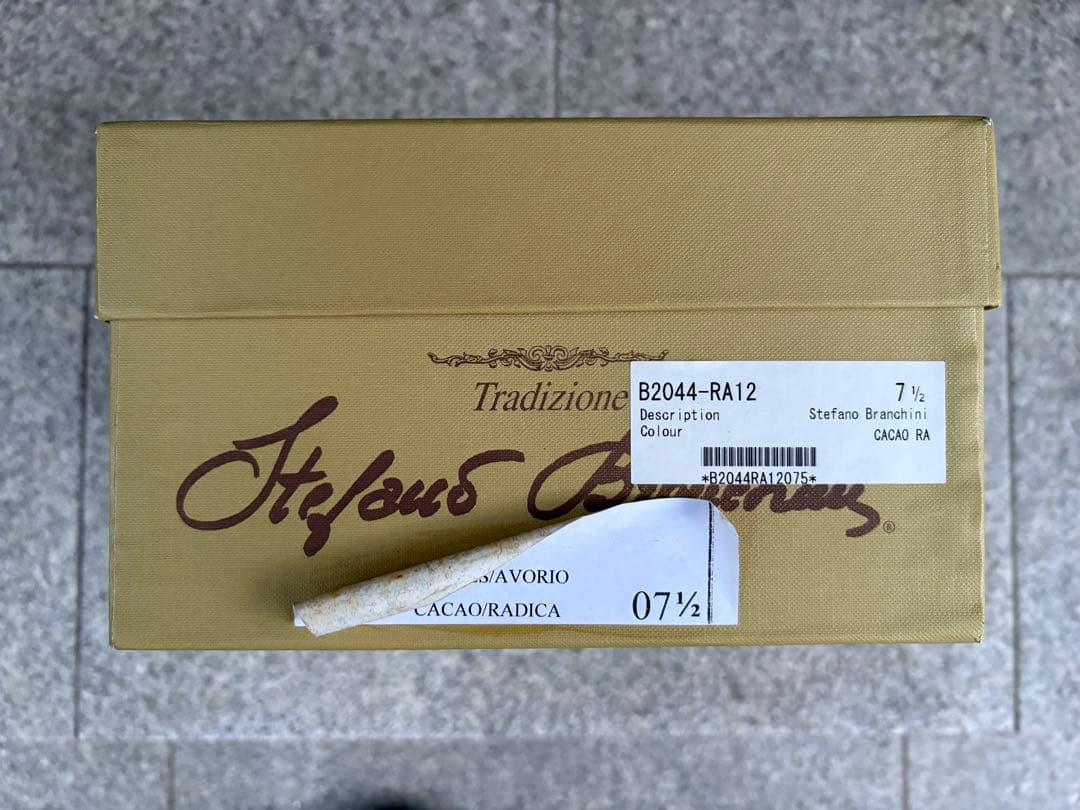 Tradizione
Stefano Branchini ®
B2044-RA12 7 ½
Description Stefano Branchini
Colour CACAO RA
*B2044RA12075*
/AVORIO
CACAO/RADICA 07½